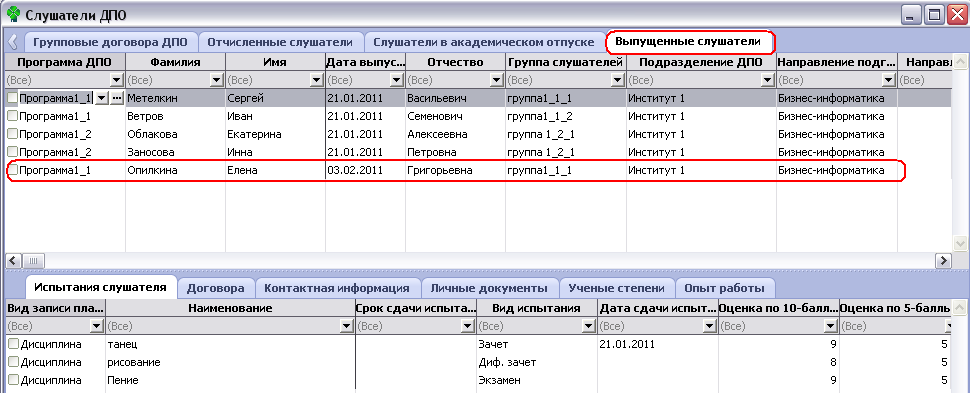 Слушатели ДПО
Групповые договора ДПО Отчисленные слушатели Слушатели в академическом отпуске Выпущенные слушатели
Программа ДПО Фамилия Имя Дата выпус... Отчество Группа слушателей Подразделение ДПО Направление подг... Направл
(Все) (Все) (Все) (Все) (Все) (Все) (Все) (Все) (Все)
Программа1_1 ... Метелкин Сергей 21.01.2011 Васильевич группа1_1_1 Институт 1 Бизнес-информатика
Программа1_1 Ветров Иван 21.01.2011 Семенович группа1_1_2 Институт 1 Бизнес-информатика
Программа1_2 Облакова Екатерина 21.01.2011 Алексеевна группа 1_2_1 Институт 1 Бизнес-информатика
Программа1_2 Заносова Инна 21.01.2011 Петровна группа 1_2_1 Институт 1 Бизнес-информатика
Программа1_1 Опилкина Елена 03.02.2011 Григорьевна группа1_1_1 Институт 1 Бизнес-информатика
Испытания слушателя Договора Контактная информация Личные документы Ученые степени Опыт работы
Вид записи пла... Наименование Срок сдачи испыта... Вид испытания Дата сдачи испыт... Оценка по 10-балл... Оценка по 5-балль
(Все) (Все) (Все) (Все) (Все) (Все) (Все)
Дисциплина танец Зачет 21.01.2011 9 5
Дисциплина рисование Диф. зачет 8 5
Дисциплина Пение Экзамен 9 5